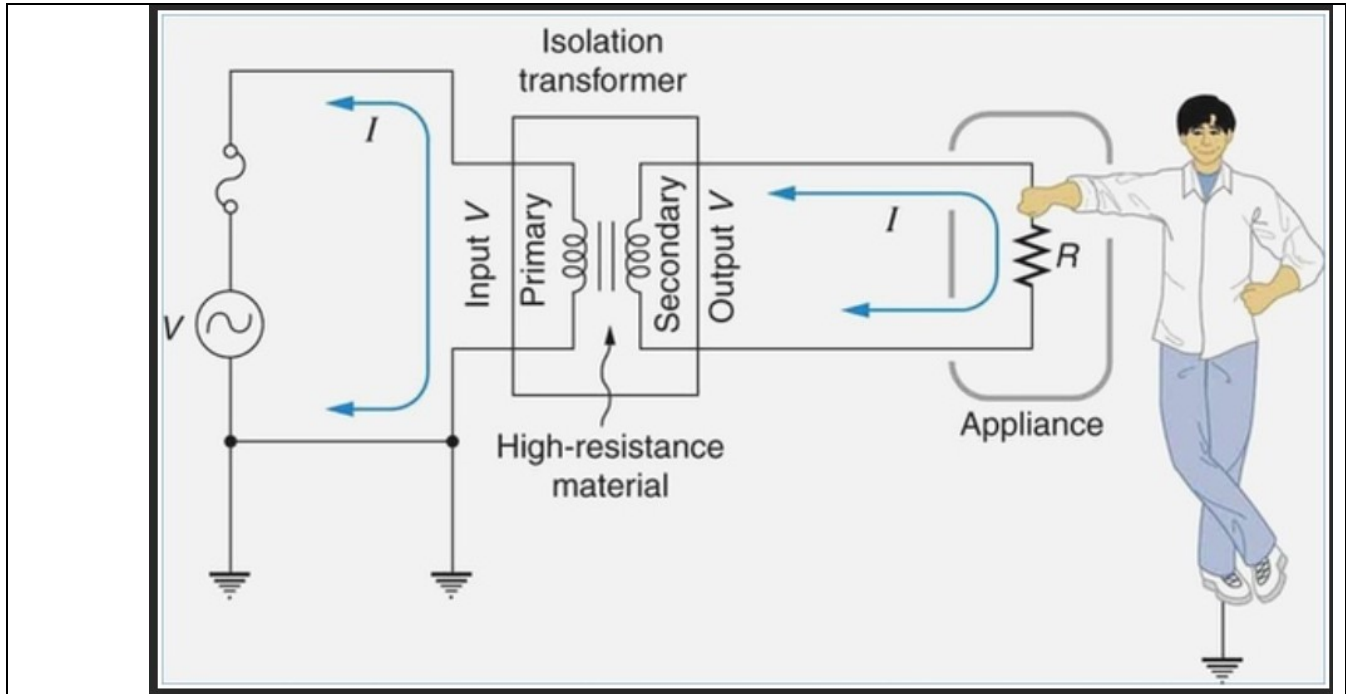 Isolation
transformer
I
Input V
Primary
Secondary
Output V
I
R
V
High-resistance
material
Appliance